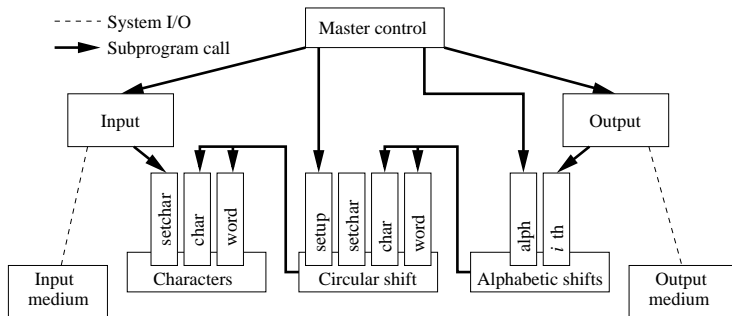 System I/O
Subprogram call
Master control
Input
Output
setchar
char
word
setup
setchar
char
word
alph
i th
Characters
Circular shift
Alphabetic shifts
Input
medium
Output
medium